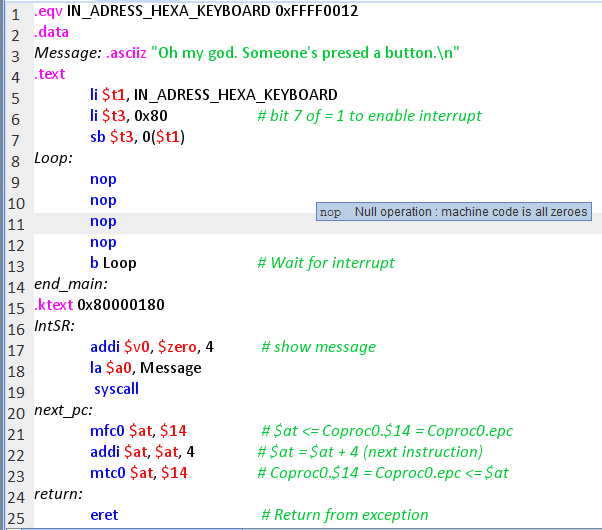 1 .eqv IN_ADRESS_HEXA_KEYBOARD 0xFFFF0012
2 .data
3 Message: .asciiz "Oh my god. Someone's presed a button.\n"
4 .text
5 li $t1, IN_ADRESS_HEXA_KEYBOARD
6 li $t3, 0x80 # bit 7 of = 1 to enable interrupt
7 sb $t3, 0($t1)
8 Loop:
9 nop
10 nop
nop Null operation : machine code is all zeroes
11 nop
12 nop
13 b Loop # Wait for interrupt
14 end_main:
15 .ktext 0x80000180
16 IntSR:
17 addi $v0, $zero, 4 # show message
18 la $a0, Message
19 syscall
20 next_pc:
21 mfc0 $at, $14 # $at <= Coproc0.$14 = Coproc0.epc
22 addi $at, $at, 4 # $at = $at + 4 (next instruction)
23 mtc0 $at, $14 # Coproc0.$14 = Coproc0.epc <= $at
24 return:
25 eret # Return from exception